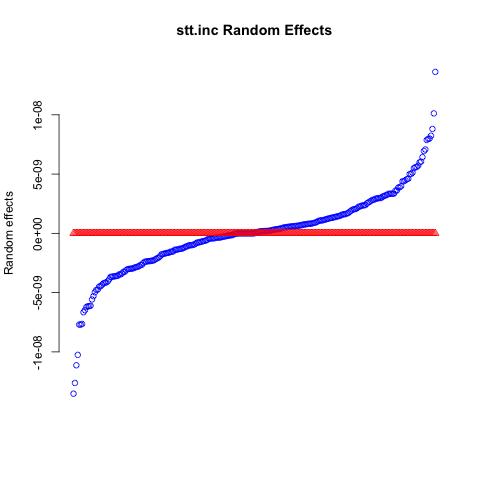 stt.inc Random Effects
Random effects
1e-08
5e-09
0e+00
-5e-09
-1e-08